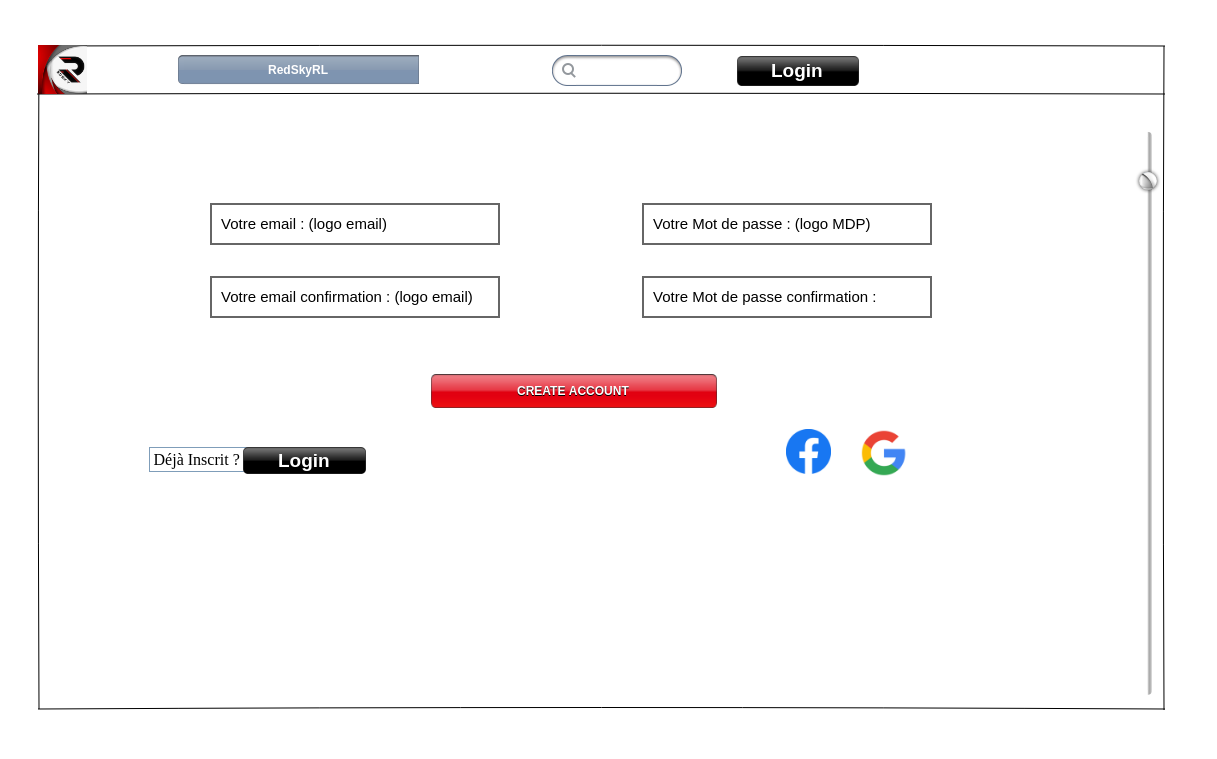 RedSkyRL
Login
Votre email : (logo email)
Votre Mot de passe : (logo MDP)
Votre email confirmation : (logo email)
Votre Mot de passe confirmation :
CREATE ACCOUNT
Déjà Inscrit ?
Login